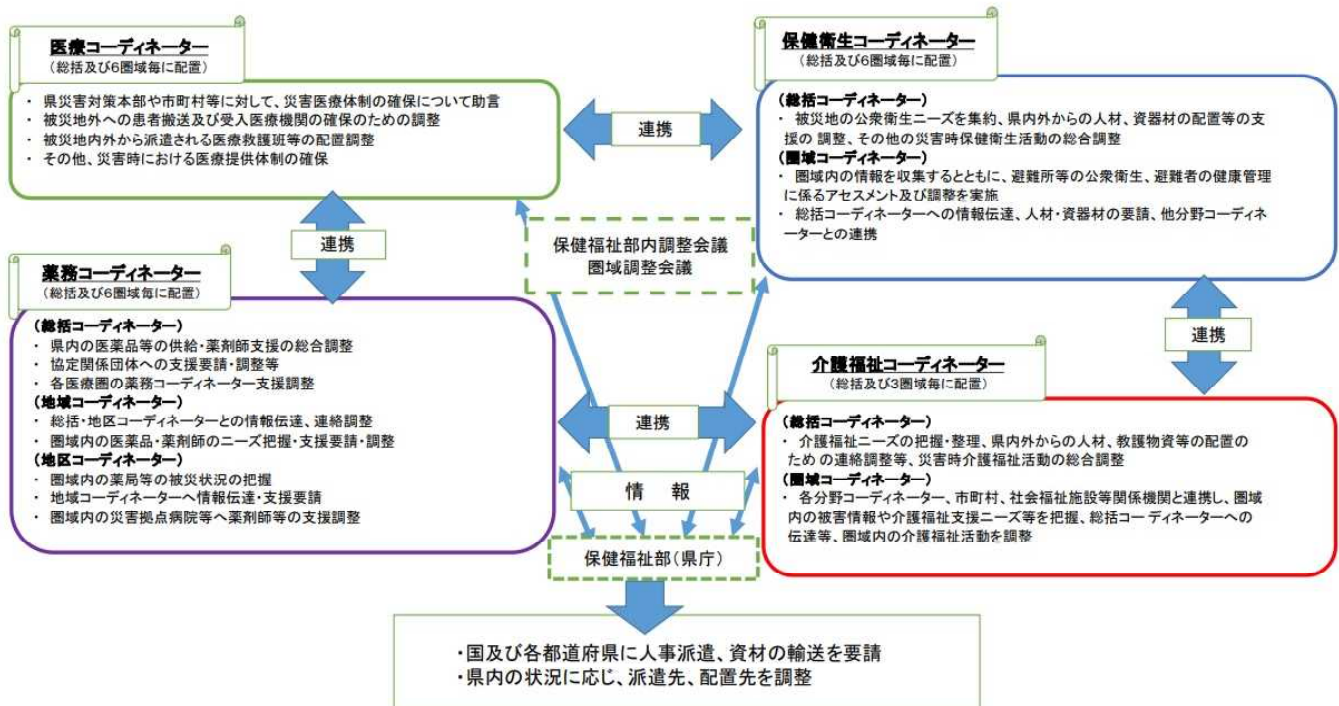 医療コーディネーター
(総括及び6圏域毎に配置)
・ 県災害対策本部や市町村等に対して、災害医療体制の確保について助言
・ 被災地外への患者搬送及び受入医療機関の確保のための調整
・ 被災地内外から派遣される医療救護班等の配置調整
・ その他、災害時における医療提供体制の確保
連携
保健衛生コーディネーター
(総括及び6圏域毎に配置)
(総括コーディネーター)
・ 被災地の公衆衛生ニーズを集約、県内外からの人材、資器材の配置等の支
援の 調整、その他の災害時保健衛生活動の総合調整
(圏域コーディネーター)
・ 圏域内の情報を収集するとともに、避難所等の公衆衛生、避難者の健康管理
に係るアセスメント及び調整を実施
・ 総括コーディネーターへの情報伝達、人材・資器材の要請、他分野コーディネ
ーターとの連携
連携
保健福祉部内調整会議
圏域調整会議
薬務コーディネーター
(総括及び6圏域毎に配置)
(総括コーディネーター)
・ 県内の医薬品等の供給・薬剤師支援の総合調整
・ 協定関係団体への支援要請・調整等
・ 各医療圏の薬務コーディネーター支援調整
(地域コーディネーター)
・ 総括・地区コーディネーターとの情報伝達、連絡調整
・ 圏域内の医薬品・薬剤師のニーズ把握・支援要請・調整
(地区コーディネーター)
・ 圏域内の薬局等の被災状況の把握
・ 地域コーディネーターへ情報伝達・支援要請
・ 圏域内の災害拠点病院等へ薬剤師等の支援調整
連携
連携
介護福祉コーディネーター
(総括及び3圏域毎に配置)
(総括コーディネーター)
・ 介護福祉ニーズの把握・整理、県内外からの人材、救護物資等の配置の
ための連絡調整等、災害時介護福祉活動の総合調整
(圏域コーディネーター)
・ 各分野コーディネーター、市町村、社会福祉施設等関係機関と連携し、圏域
内の被害情報や介護福祉支援ニーズ等を把握、総括コーディネーターへの
伝達等、圏域内の介護福祉活動を調整
情 報
保健福祉部(県庁)
・国及び各都道府県に人事派遣、資材の輸送を要請
・県内の状況に応じ、派遣先、配置先を調整